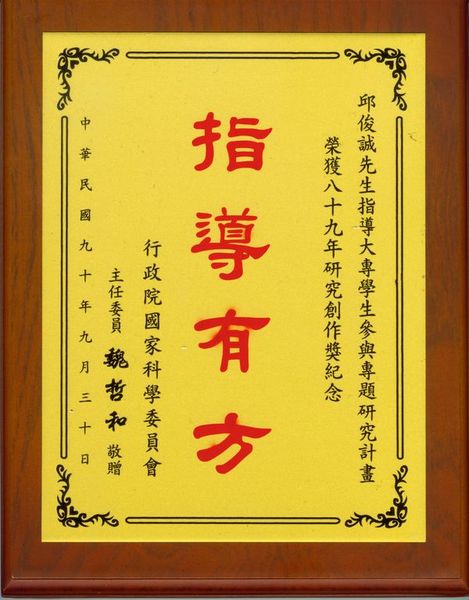 邱俊誠先生指導大專學生參與專題研究計畫
榮獲八十九年研究創作獎紀念
指導有方
行政院國家科學委員會
主任委員 魏哲和 敬贈
中華民國九十年九月三十日